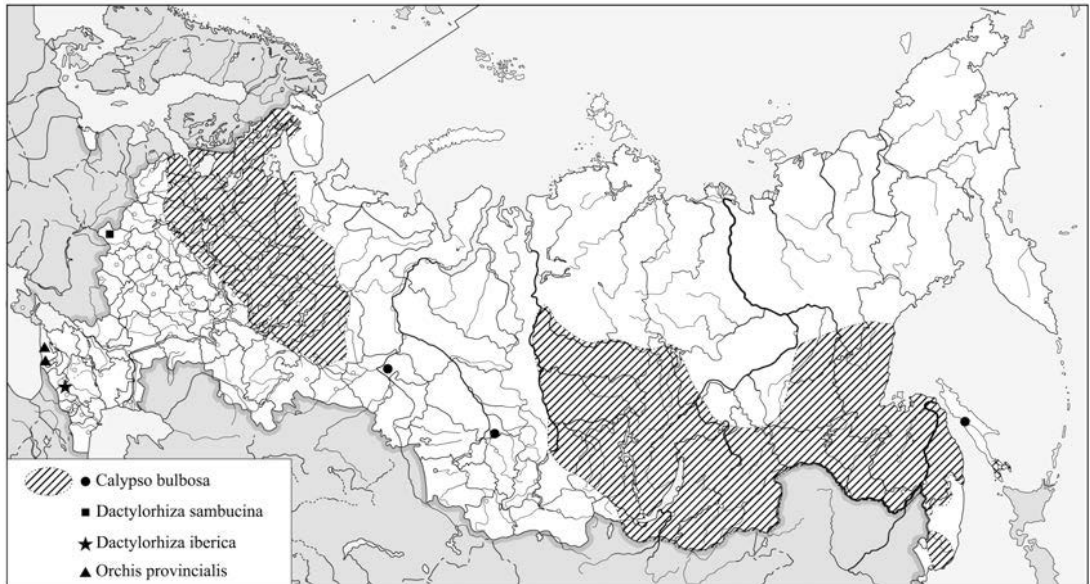 Calypso bulbosa
Dactylorhiza sambucina
Dactylorhiza iberica
Orchis provincialis